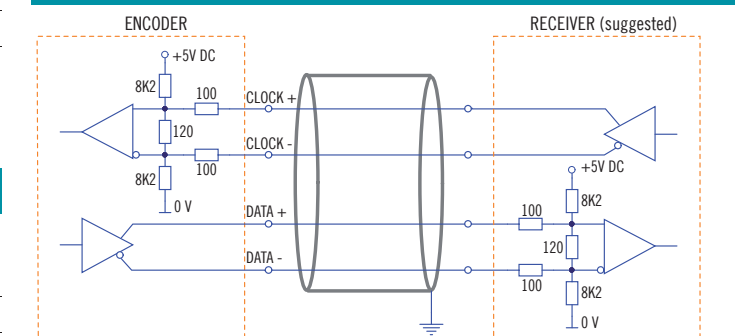 ENCODER
RECEIVER (suggested)
+5V DC
8K2
100
CLOCK +
120
CLOCK -
100
8K2
0 V
+5V DC
8K2
DATA +
100
120
DATA -
100
8K2
0 V